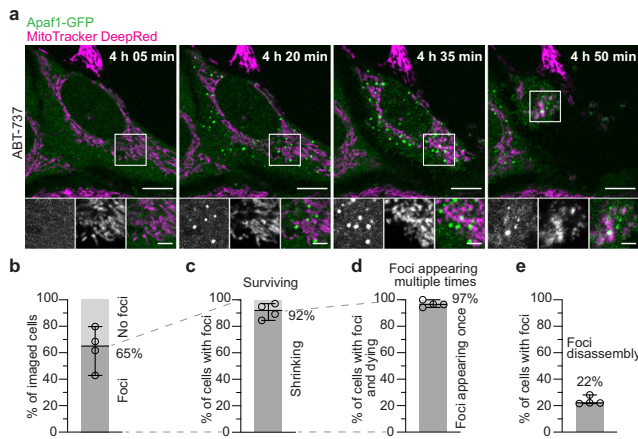 a
Apaf1-GFP
MitoTracker DeepRed
4 h 05 min
4 h 20 min
4 h 35 min
4 h 50 min
ABT-737
b
% of imaged cells
100
80
60
40
20
0
65%
No foci
Foci
c
Surviving
% of cells with foci
100
80
60
40
20
0
92%
Shrinking
d
Foci appearing
multiple times
% of cells with foci
and dying
100
80
60
40
20
0
97%
Foci appearing once
e
% of cells with foci
100
80
60
40
20
0
Foci
disassembly
22%